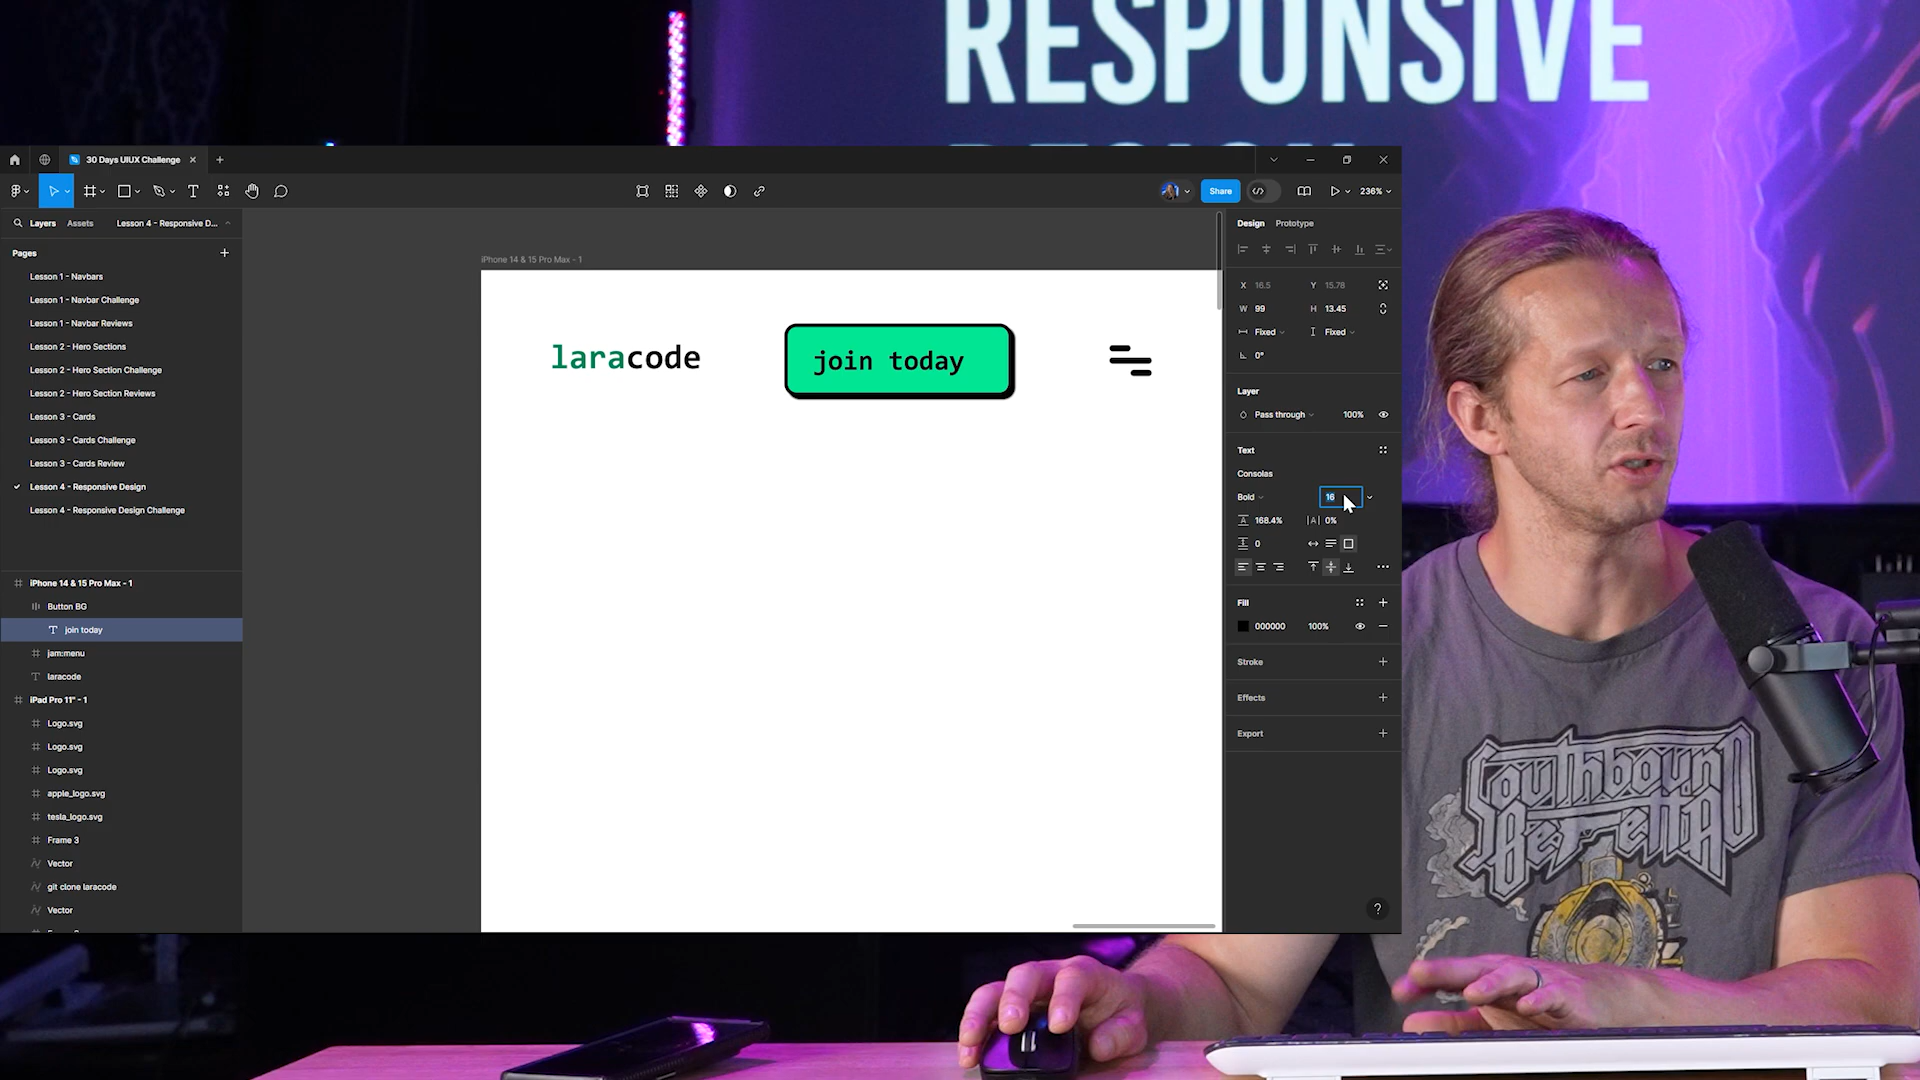 RESPONSIVE
DESIGN
30 Days UIUX Challenge
Share
236%
Layers
Assets
Lesson 4 - Responsive D...
Design
Prototype
Pages
Lesson 1 - Navbars
Lesson 1 - Navbar Challenge
Lesson 1 - Navbar Reviews
Lesson 2 - Hero Sections
Lesson 2 - Hero Section Challenge
Lesson 2 - Hero Section Reviews
Lesson 3 - Cards
Lesson 3 - Cards Challenge
Lesson 3 - Cards Review
Lesson 4 - Responsive Design
Lesson 4 - Responsive Design Challenge
iPhone 14 & 15 Pro Max - 1
Button BG
join today
jam:menu
laracode
iPad Pro 11" - 1
Logo.svg
Logo.svg
Logo.svg
apple_logo.svg
tesla_logo.svg
Frame 3
Vector
git clone laracode
Vector
iPhone 14 & 15 Pro Max - 1
laracode
join today
X 16.5 Y 15.78
W 99 H 13.45
Fixed Fixed
0°
Layer
Pass through 100%
Text
Consolas
Bold 16
168.4% |A| 0%
0
Fill
000000 100%
Stroke
Effects
Export
?
Southbound
Beretta